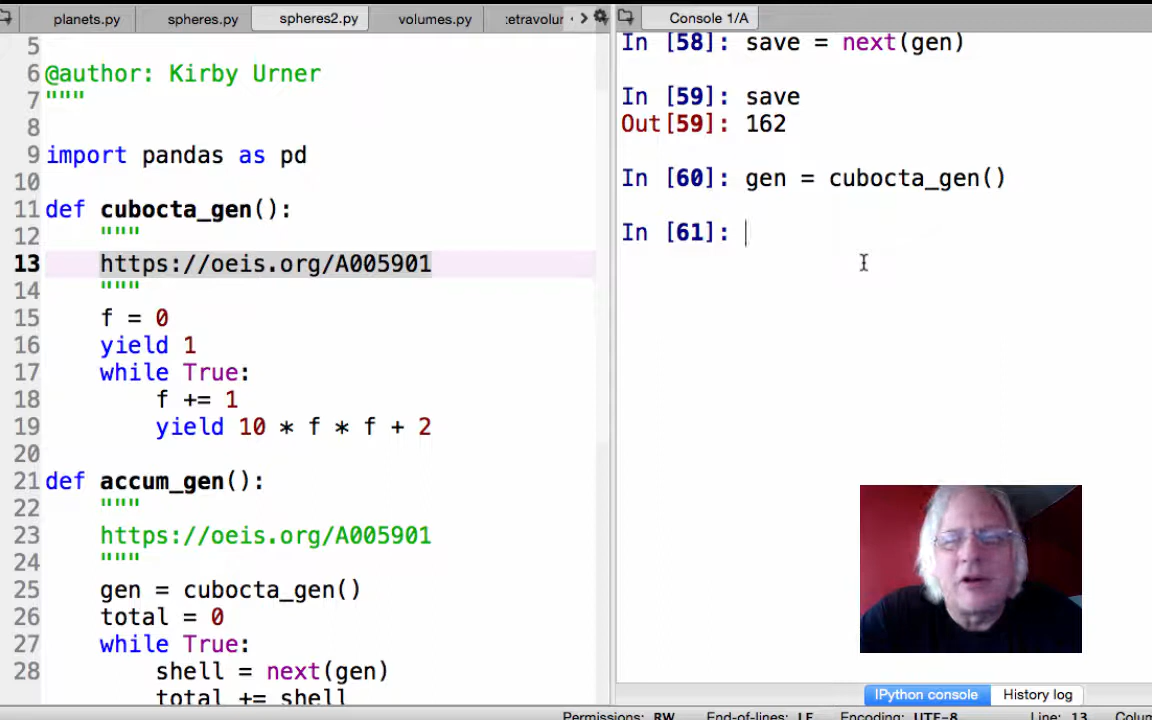 planets.py
spheres.py
spheres2.py
volumes.py
Console 1/A
5
6 @author: Kirby Urner
7 """
8
9 import pandas as pd
10
11 def cubocta_gen():
12 """
13 https://oeis.org/A005901
14 """
15 f = 0
16 yield 1
17 while True:
18 f += 1
19 yield 10 * f * f + 2
20
21 def accum_gen():
22 """
23 https://oeis.org/A005901
24 """
25 gen = cubocta_gen()
26 total = 0
27 while True:
28 shell = next(gen)
total += shell
In [58]: save = next(gen)
In [59]: save
Out[59]: 162
In [60]: gen = cubocta_gen()
In [61]:
IPython console
History log
Permissions: RW End-of-lines: LF Encoding: UTF-8 Line: 13